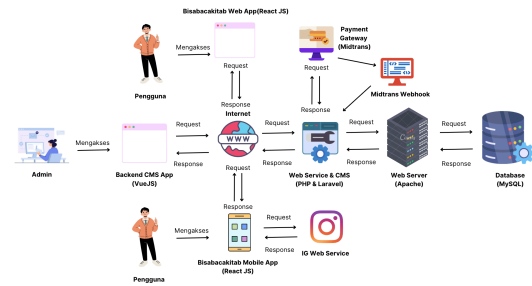 Bisabacakitab Web App(React JS)
Mengakses
Pengguna
Request
Response
Payment
Gateway
(Midtrans)
Request
Response
Midtrans Webhook
Internet
WWW
Admin
Mengakses
Backend CMS App
(VueJS)
Request
Response
Request
Response
Web Service & CMS
(PHP & Laravel)
Request
Response
Web Server
(Apache)
Request
Response
Database
(MySQL)
Request
Response
Pengguna
Mengakses
Bisabacakitab Mobile App
(React JS)
Request
Response
IG Web Service